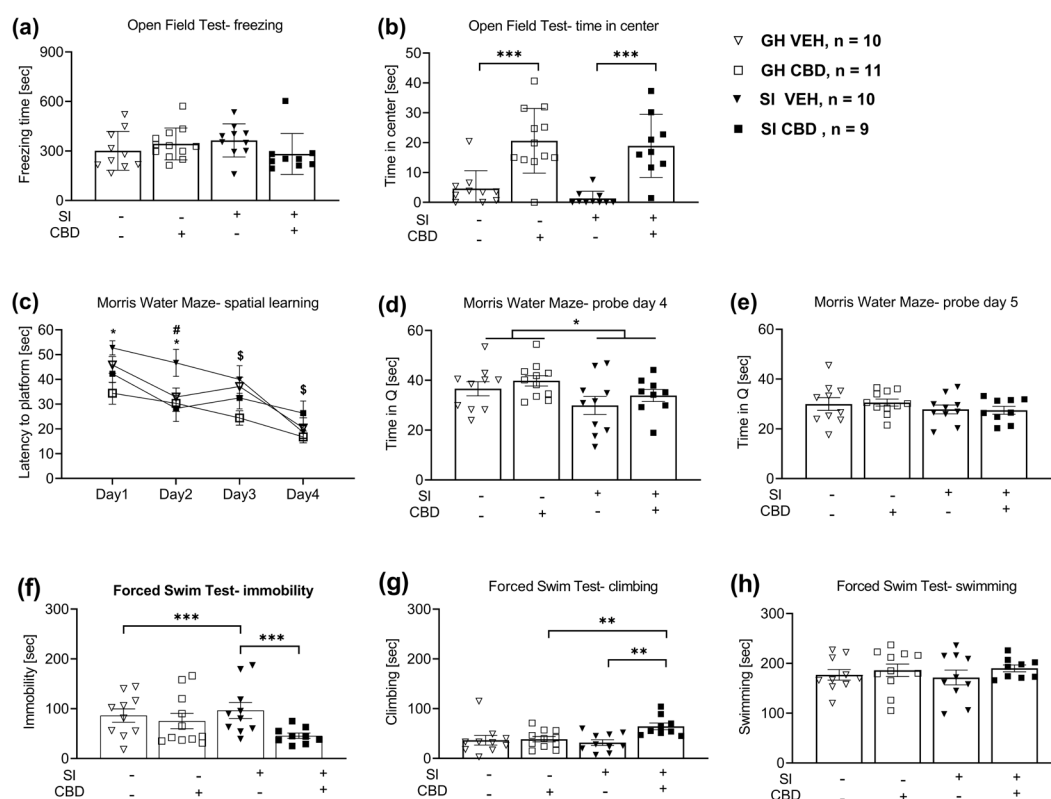 (a)
Open Field Test- freezing
Freezing time [sec]
900
600
300
0
SI - - + +
CBD - + - +
(b)
Open Field Test- time in center
Time in center [sec]
50
40
30
20
10
0
*** ***
SI - - + +
CBD - + - +
GH VEH, n = 10
GH CBD, n = 11
SI VEH, n = 10
SI CBD , n = 9
(c)
Morris Water Maze- spatial learning
Latency to platform [sec]
60
50
40
30
20
10
0
*
#
*
$
$
Day1 Day2 Day3 Day4
(d)
Morris Water Maze- probe day 4
Time in Q [sec]
60
40
20
0
*
SI - - + +
CBD - + - +
(e)
Morris Water Maze- probe day 5
Time in Q [sec]
60
40
20
0
SI - - + +
CBD - + - +
(f)
Forced Swim Test- immobility
Immobility [sec]
300
200
100
0
*** ***
SI - - + +
CBD - + - +
(g)
Forced Swim Test- climbing
Climbing [sec]
300
200
100
0
**
**
SI - - + +
CBD - + - +
(h)
Forced Swim Test- swimming
Swimming [sec]
300
200
100
0
SI - - + +
CBD - + - +